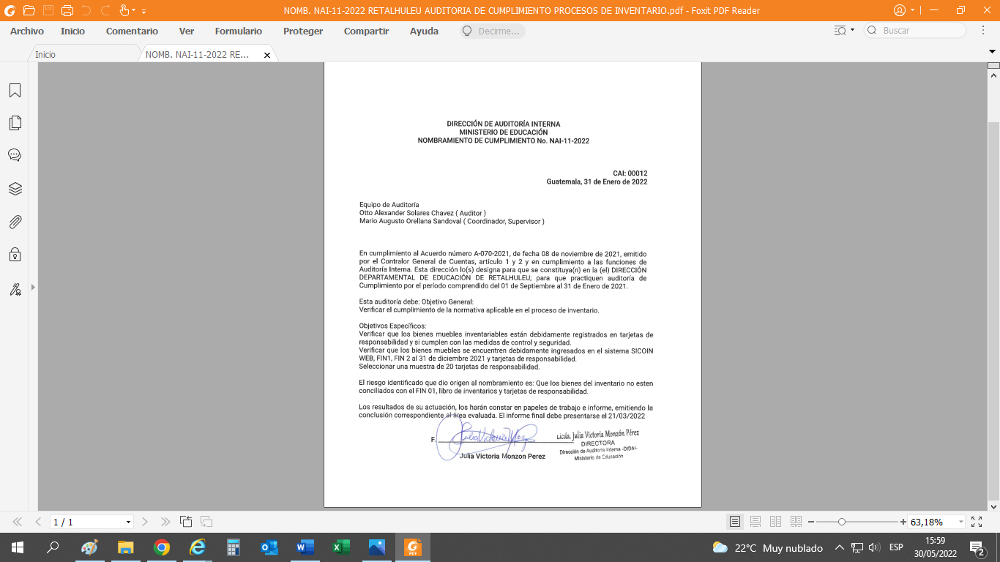 NOMB. NAI-11-2022 RETALHULEU AUDITORIA DE CUMPLIMIENTO PROCESOS DE INVENTARIO.pdf - Foxit PDF Reader
Archivo Inicio Comentario Ver Formulario Proteger Compartir Ayuda Decirme... Buscar
Inicio NOMB. NAI-11-2022 RE...
DIRECCIÓN DE AUDITORÍA INTERNA
MINISTERIO DE EDUCACIÓN
NOMBRAMIENTO DE CUMPLIMIENTO No. NAI-11-2022
CAI: 00012
Guatemala, 31 de Enero de 2022
Equipo de Auditoría
Otto Alexander Solares Chavez ( Auditor )
Mario Augusto Orellana Sandoval ( Coordinador, Supervisor )
En cumplimiento al Acuerdo número A-070-2021, de fecha 08 de noviembre de 2021, emitido
por el Contralor General de Cuentas, artículo 1 y 2 y en cumplimiento a las funciones de
Auditoría Interna. Esta dirección lo(s) designa para que se constituya(n) en la (el) DIRECCIÓN
DEPARTAMENTAL DE EDUCACIÓN DE RETALHULEU; para que practiquen auditoría de
Cumplimiento por el período comprendido del 01 de Septiembre al 31 de Enero de 2021.
Esta auditoría debe: Objetivo General:
Verificar el cumplimiento de la normativa aplicable en el proceso de inventario.
Objetivos Específicos:
Verificar que los bienes muebles inventariables están debidamente registrados en tarjetas de
responsabilidad y si cumplen con las medidas de control y seguridad.
Verificar que los bienes muebles se encuentren debidamente ingresados en el sistema SICOIN
WEB, FIN1, FIN 2 al 31 de diciembre 2021 y tarjetas de responsabilidad.
Seleccionar una muestra de 20 tarjetas de responsabilidad.
El riesgo identificado que dio origen al nombramiento es: Que los bienes del inventario no esten
conciliados con el FIN 01, libro de inventarios y tarjetas de responsabilidad.
Los resultados de su actuación, los harán constar en papeles de trabajo e informe, emitiendo la
conclusión correspondiente al área evaluada. El informe final debe presentarse el 21/03/2022
F.
Julia Victoria Monzon Perez
Licda. Julia Victoria Monzón Pérez
DIRECTORA
Dirección de Auditoría Interna -DIDAI-
Ministerio de Educación
1 / 1
63,18%
22°C Muy nublado
ESP
15:59
30/05/2022
2